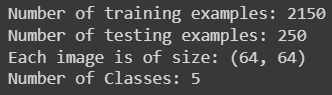 Number of training examples: 2150
Number of testing examples: 250
Each image is of size: (64, 64)
Number of Classes: 5